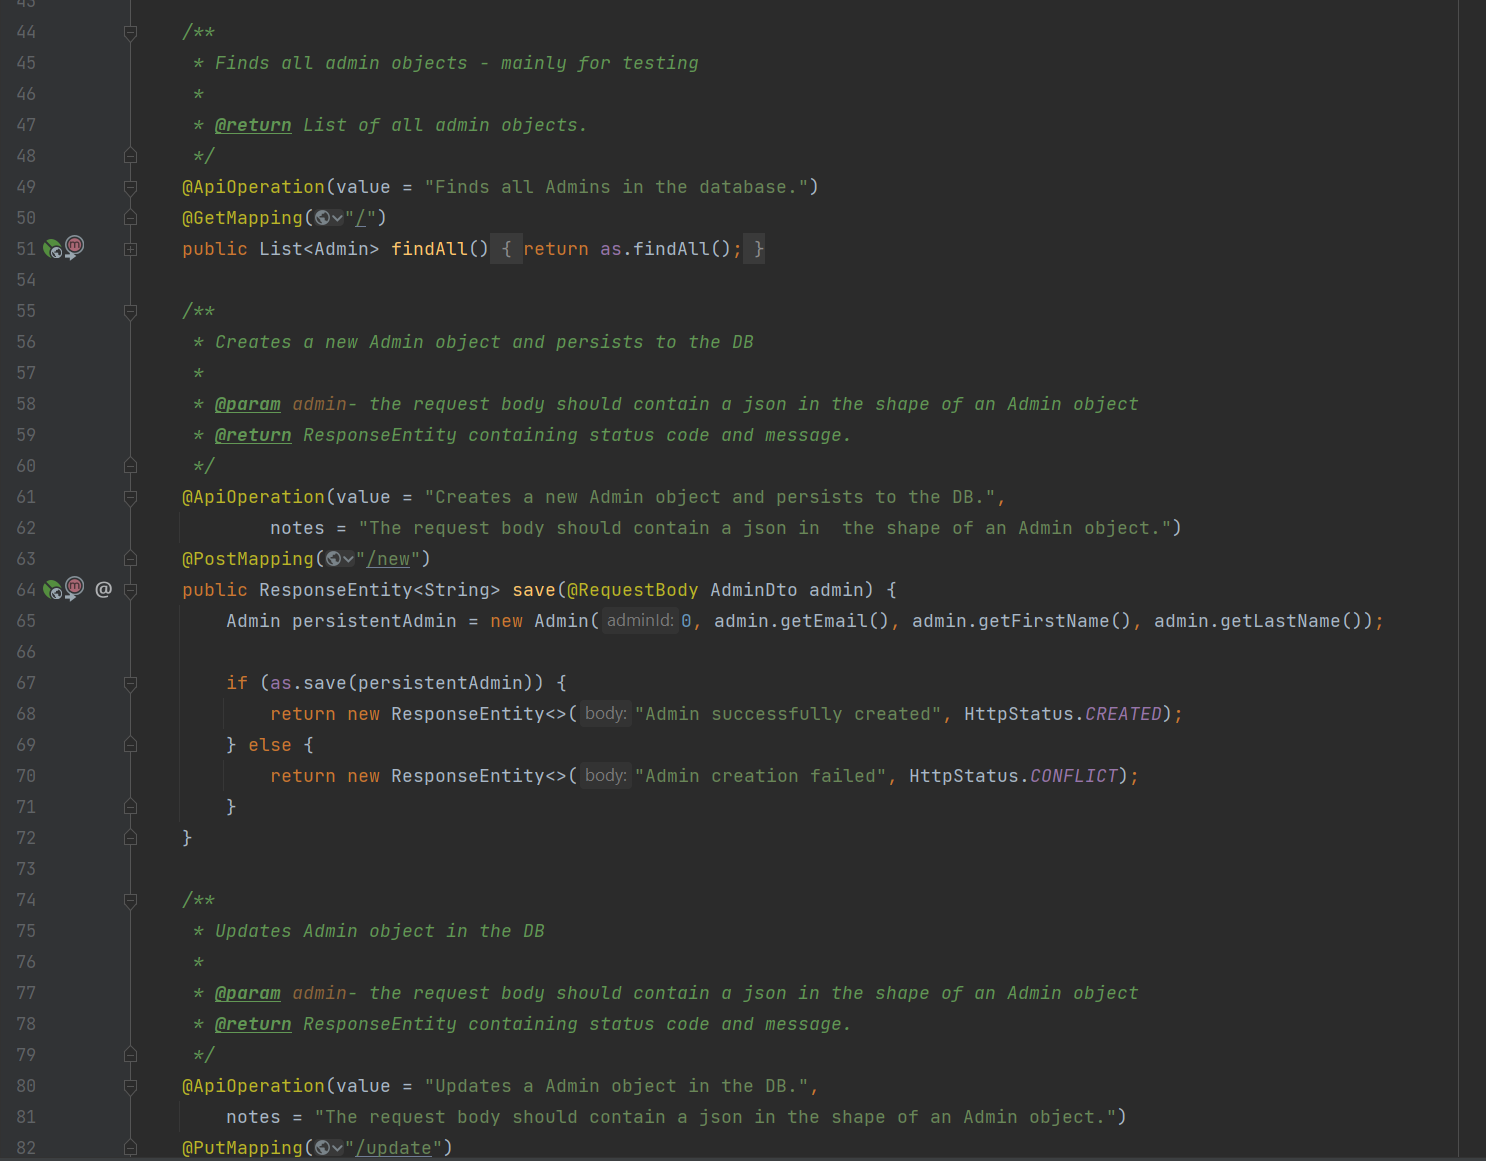 43
44 /**
45 * Finds all admin objects - mainly for testing
46 *
47 * @return List of all admin objects.
48 */
49 @ApiOperation(value = "Finds all Admins in the database.")
50 @GetMapping("/")
51 public List<Admin> findAll() { return as.findAll(); }
54
55 /**
56 * Creates a new Admin object and persists to the DB
57 *
58 * @param admin- the request body should contain a json in the shape of an Admin object
59 * @return ResponseEntity containing status code and message.
60 */
61 @ApiOperation(value = "Creates a new Admin object and persists to the DB.",
62 notes = "The request body should contain a json in  the shape of an Admin object.")
63 @PostMapping("/new")
64 @ public ResponseEntity<String> save(@RequestBody AdminDto admin) {
65 Admin persistentAdmin = new Admin( adminId: 0, admin.getEmail(), admin.getFirstName(), admin.getLastName());
66
67 if (as.save(persistentAdmin)) {
68 return new ResponseEntity<>( body: "Admin successfully created", HttpStatus.CREATED);
69 } else {
70 return new ResponseEntity<>( body: "Admin creation failed", HttpStatus.CONFLICT);
71 }
72 }
73
74 /**
75 * Updates Admin object in the DB
76 *
77 * @param admin- the request body should contain a json in the shape of an Admin object
78 * @return ResponseEntity containing status code and message.
79 */
80 @ApiOperation(value = "Updates a Admin object in the DB.",
81 notes = "The request body should contain a json in the shape of an Admin object.")
82 @PutMapping("/update")